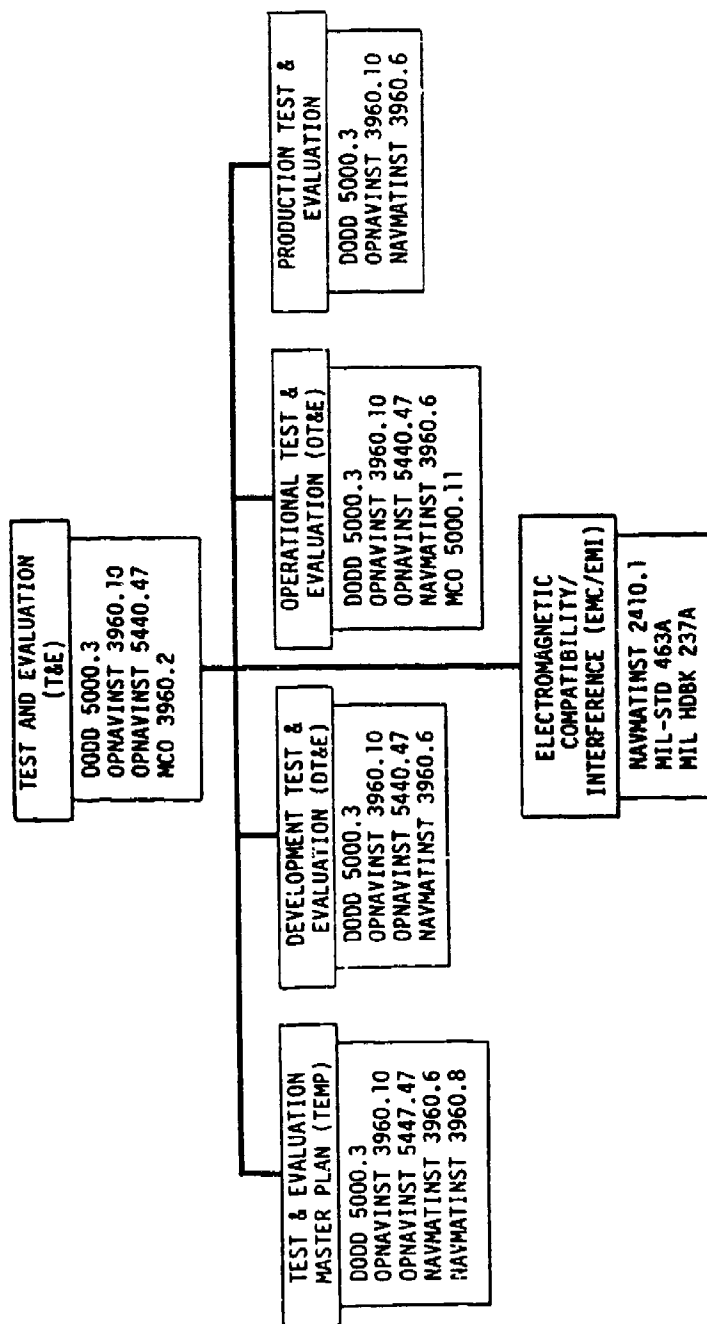 TEST AND EVALUATION
(T&E)
DODD 5000.3
OPNAVINST 3960.10
OPNAVINST 5440.47
MCO 3960.2
TEST & EVALUATION
MASTER PLAN (TEMP)
DODD 5000.3
OPNAVINST 3960.10
OPNAVINST 5447.47
NAVMATINST 3960.6
NAVMATINST 3960.8
DEVELOPMENT TEST &
EVALUATION (DT&E)
DODD 5000.3
OPNAVINST 3960.10
OPNAVINST 5440.47
NAVMATINST 3960.6
OPERATIONAL TEST &
EVALUATION (OT&E)
DODD 5000.3
OPNAVINST 3960.10
OPNAVINST 5440.47
NAVMATINST 3960.6
MCO 5000.11
PRODUCTION TEST &
EVALUATION
DODD 5000.3
OPNAVINST 3960.10
NAVMATINST 3960.6
ELECTROMAGNETIC
COMPATIBILITY/
INTERFERENCE (EMC/EMI)
NAVMATINST 2410.1
MIL-STD 463A
MIL HDBK 237A